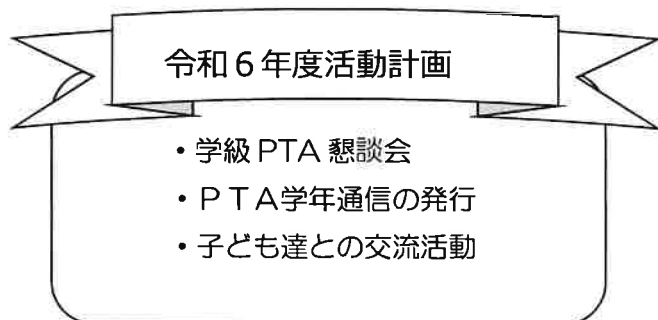 令和６年度活動計画
・学級 PTA 懇談会
・ＰＴＡ学年通信の発行
・子ども達との交流活動